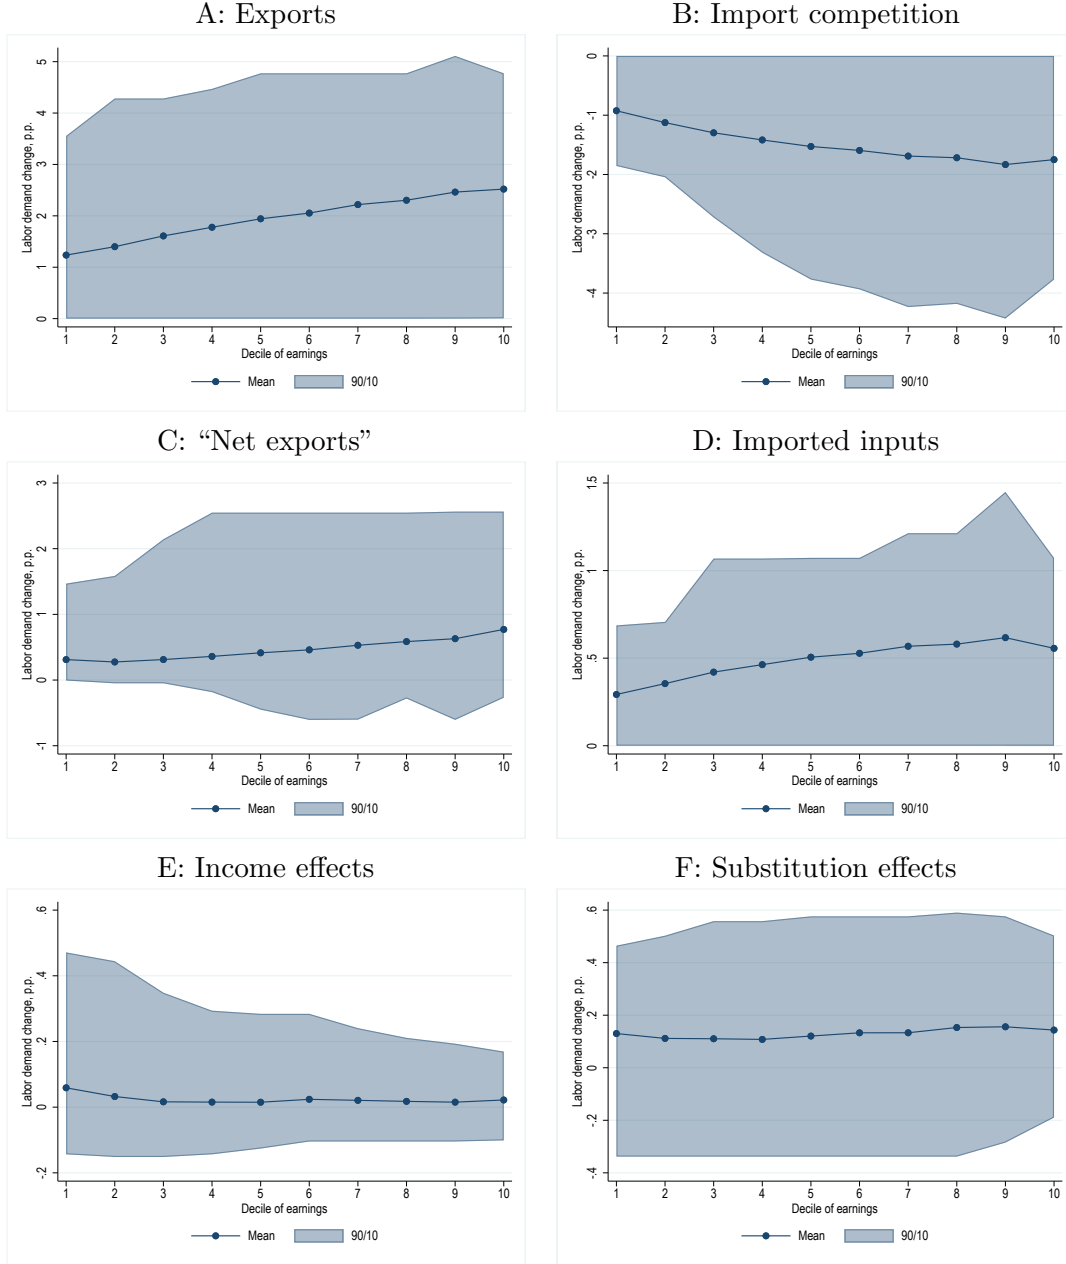 A: Exports
5
4
3
2
1
0
Labor demand change, p.p.
1 2 3 4 5 6 7 8 9 10
Decile of earnings
Mean 90/10
B: Import competition
0
-1
-2
-3
-4
Labor demand change, p.p.
1 2 3 4 5 6 7 8 9 10
Decile of earnings
Mean 90/10
C: “Net exports”
3
2
1
0
-1
Labor demand change, p.p.
1 2 3 4 5 6 7 8 9 10
Decile of earnings
Mean 90/10
D: Imported inputs
1.5
1
.5
0
Labor demand change, p.p.
1 2 3 4 5 6 7 8 9 10
Decile of earnings
Mean 90/10
E: Income effects
.6
.4
.2
0
-.2
Labor demand change, p.p.
1 2 3 4 5 6 7 8 9 10
Decile of earnings
Mean 90/10
F: Substitution effects
.6
.4
.2
0
-.2
-.4
Labor demand change, p.p.
1 2 3 4 5 6 7 8 9 10
Decile of earnings
Mean 90/10